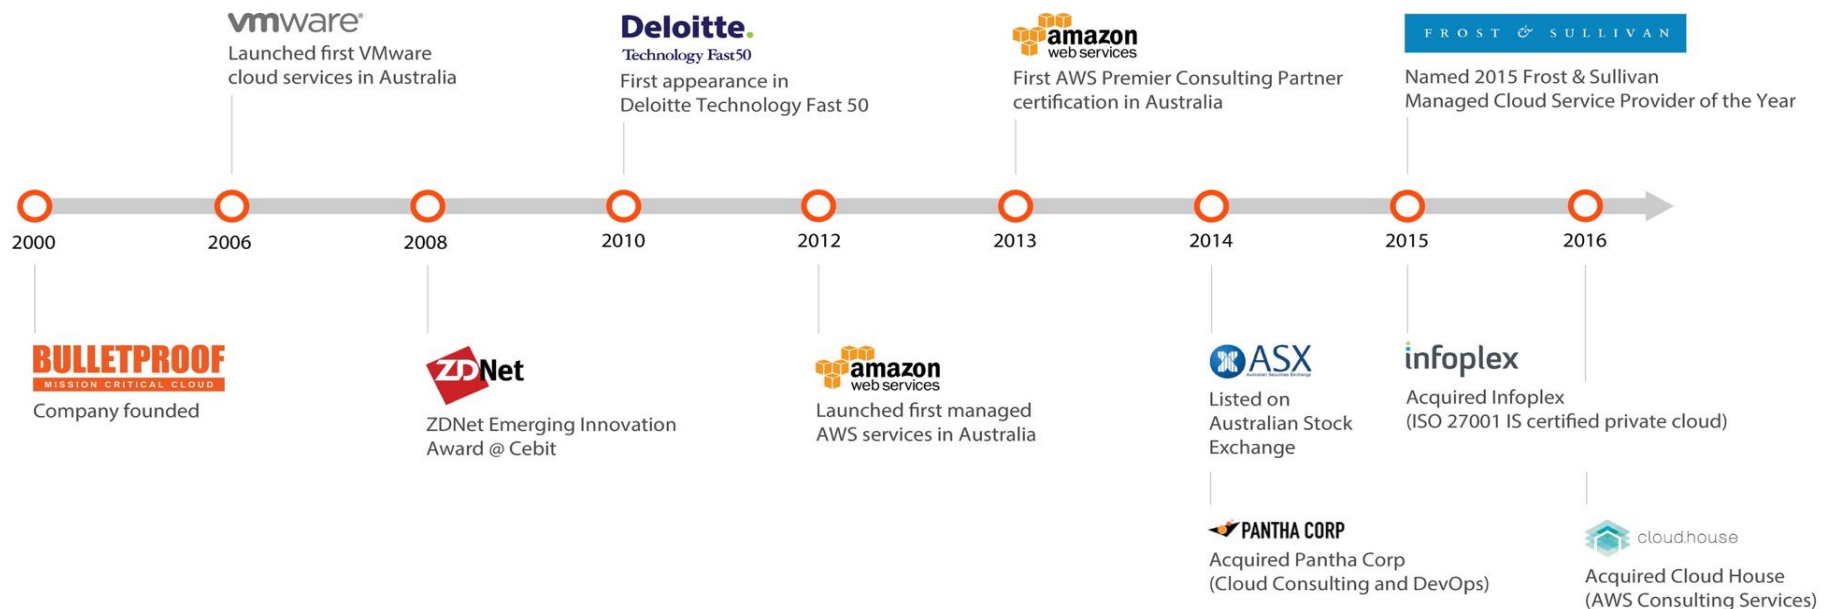 vmware
Launched first VMware
cloud services in Australia
Deloitte.
Technology Fast50
First appearance in
Deloitte Technology Fast 50
amazon
web services
First AWS Premier Consulting Partner
certification in Australia
FROST & SULLIVAN
Named 2015 Frost & Sullivan
Managed Cloud Service Provider of the Year
2000
2006
2008
2010
2012
2013
2014
2015
2016
BULLETPROOF
MISSION CRITICAL CLOUD
Company founded
ZDNet
ZDNet Emerging Innovation
Award @ Cebit
amazon
web services
Launched first managed
AWS services in Australia
ASX
Australian Securities Exchange
Listed on
Australian Stock
Exchange
infoplex
Acquired Infoplex
(ISO 27001 IS certified private cloud)
PANTHA CORP
Acquired Pantha Corp
(Cloud Consulting and DevOps)
cloud.house
Acquired Cloud House
(AWS Consulting Services)